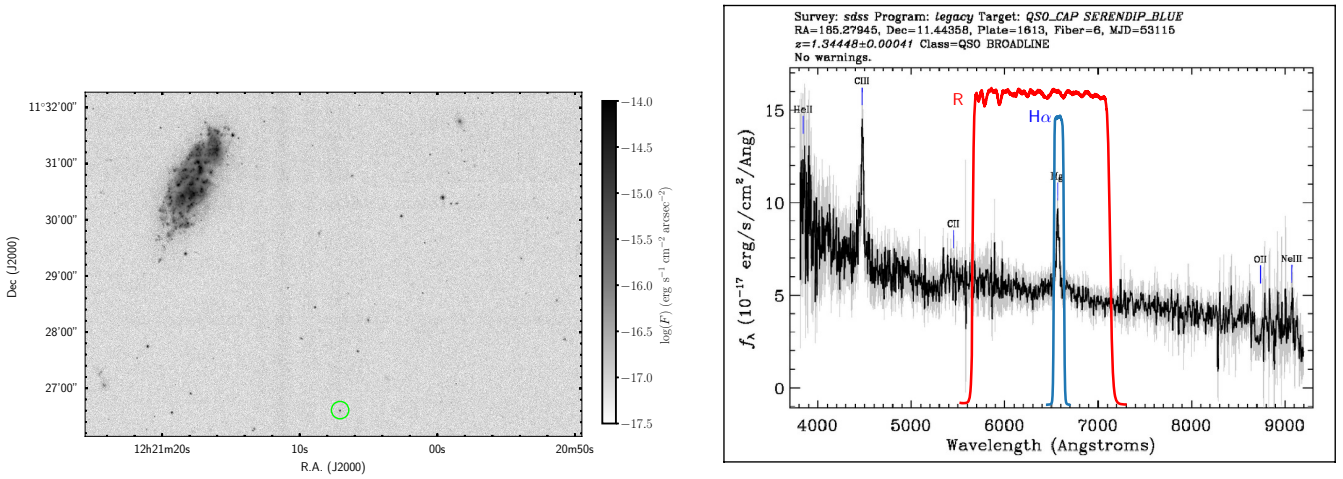 11°32′00″
31′00″
30′00″
29′00″
28′00″
27′00″
Dec (J2000)
12h21m20s
10s
00s
20m50s
R.A. (J2000)
−14.0
−14.5
−15.0
−15.5
−16.0
−16.5
−17.0
−17.5
log(F) (erg s⁻¹ cm⁻² arcsec⁻²)
Survey: sdss Program: legacy Target: QSO_CAP SERENDIP_BLUE
RA=185.27945, Dec=11.44358, Plate=1613, Fiber=6, MJD=53115
z=1.34448±0.00041 Class=QSO BROADLINE
No warnings.
HeII
CIII
R
Hα
Mg
CII
OII
NeIII
15
10
5
0
f_λ (10⁻¹⁷ erg/s/cm²/Ang)
4000
5000
6000
7000
8000
9000
Wavelength (Angstroms)